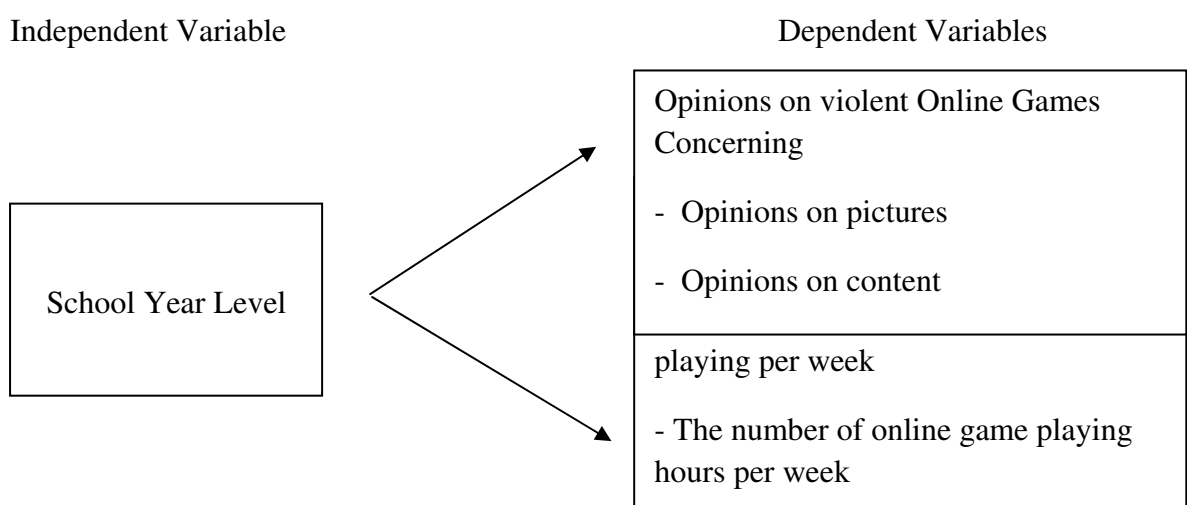 Independent Variable
Dependent Variables
School Year Level
Opinions on violent Online Games
Concerning
- Opinions on pictures
- Opinions on content
playing per week
- The number of online game playing
hours per week